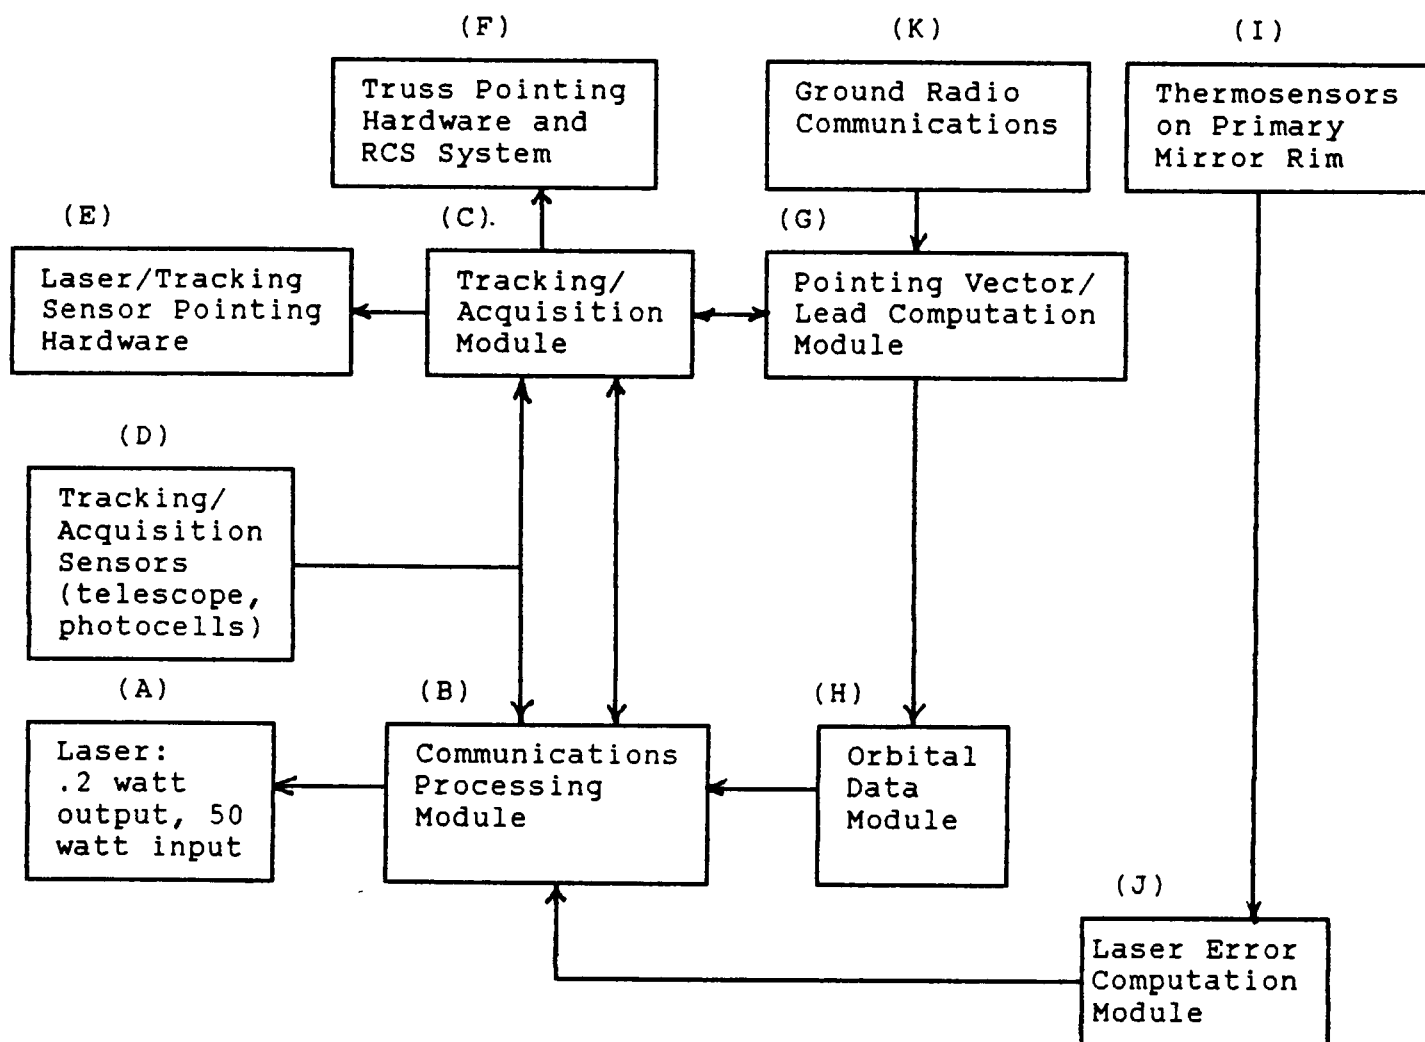 (F)
Truss Pointing
Hardware and
RCS System
(K)
Ground Radio
Communications
(I)
Thermosensors
on Primary
Mirror Rim
(E)
Laser/Tracking
Sensor Pointing
Hardware
(C).
Tracking/
Acquisition
Module
(G)
Pointing Vector/
Lead Computation
Module
(D)
Tracking/
Acquisition
Sensors
(telescope,
photocells)
(A)
Laser:
.2 watt
output, 50
watt input
(B)
Communications
Processing
Module
(H)
Orbital
Data
Module
(J)
Laser Error
Computation
Module